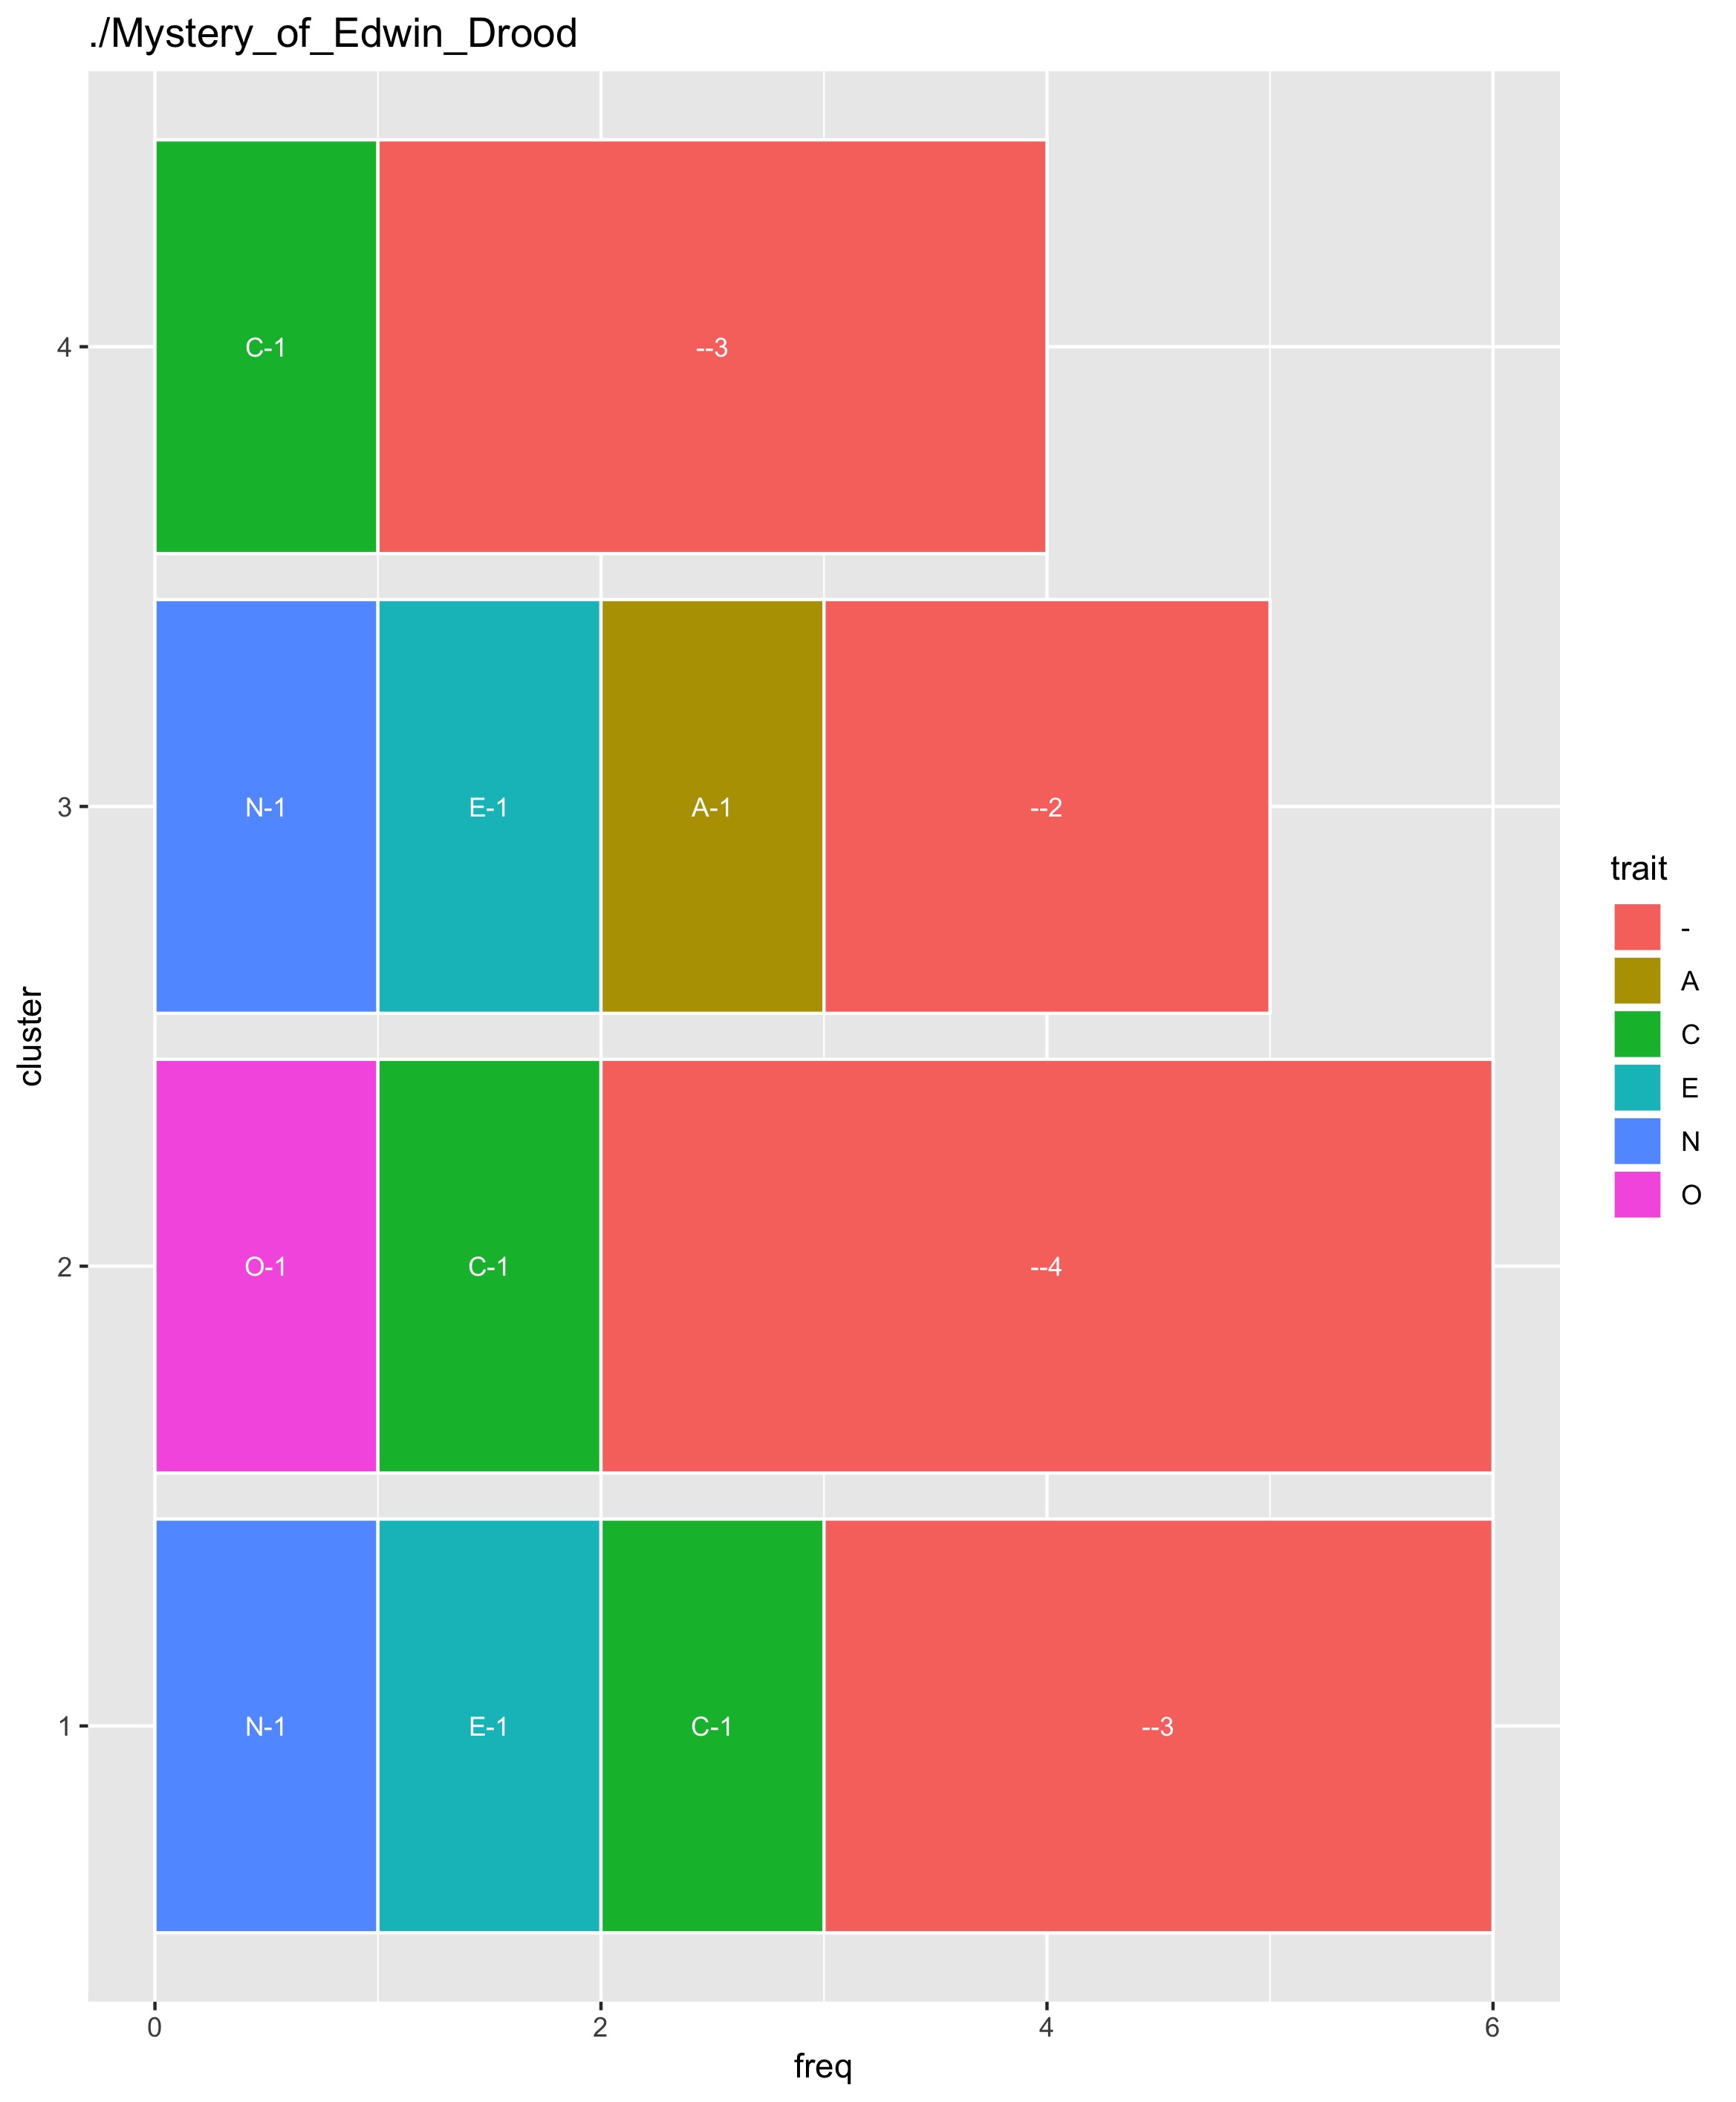 ./Mystery_of_Edwin_Drood
4
C-1 --3
3
N-1 E-1 A-1 --2
2
O-1 C-1 --4
1
N-1 E-1 C-1 --3
0 2 4 6
freq
cluster
trait
-
A
C
E
N
O